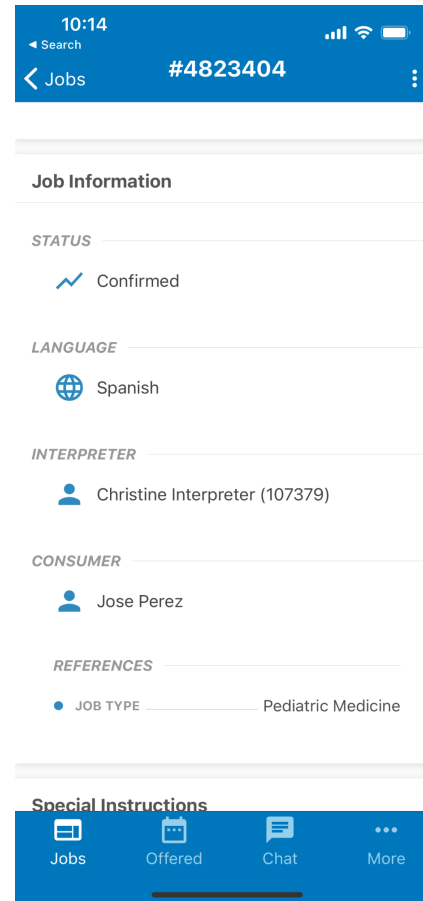 10:14
◄ Search
Jobs
#4823404
Job Information
STATUS
Confirmed
LANGUAGE
Spanish
INTERPRETER
Christine Interpreter (107379)
CONSUMER
Jose Perez
REFERENCES
JOB TYPE Pediatric Medicine
Special Instructions
Jobs Offered Chat More